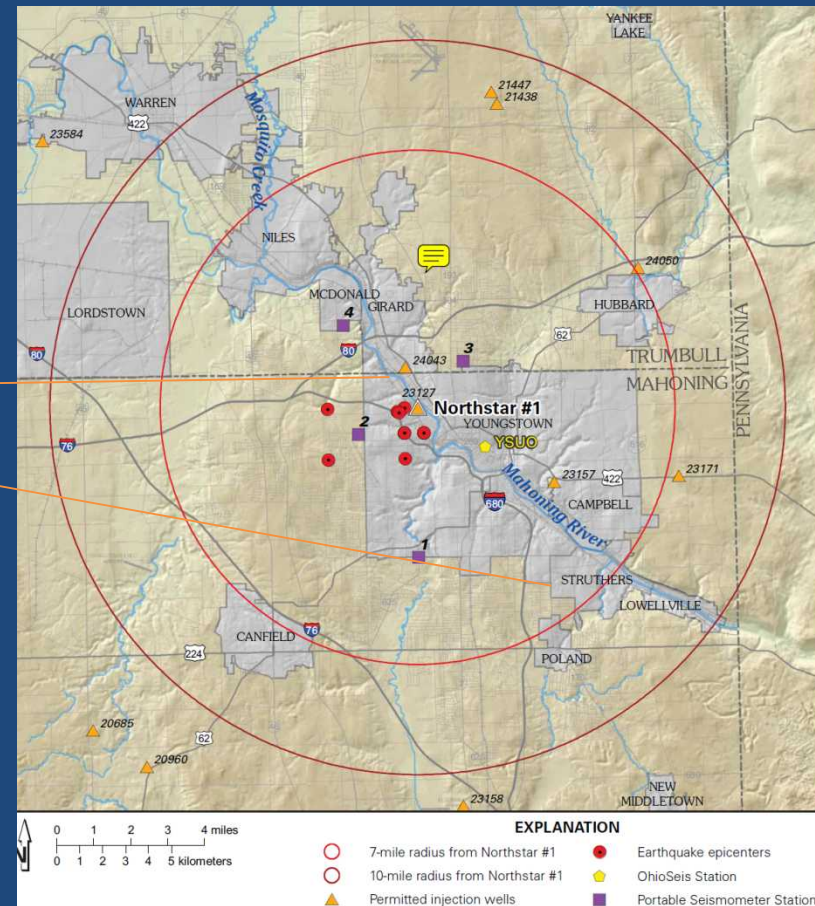 YANKEE
LAKE
21447
21438
WARREN
422
23584
Mosquito Creek
NILES
24050
HUBBARD
MCDONALD
GIRARD
LORDSTOWN
4
62
80
80
3
PENNSYLVANIA
TRUMBULL
MAHONING
24043
23127
Northstar #1
YOUNGSTOWN
2
YSUO
76
23157
422
23171
680
CAMPBELL
Mahoning River
1
STRUTHERS
LOWELLVILLE
CANFIELD
76
224
POLAND
20685
62
20960
23158
NEW
MIDDLETOWN
N
0 1 2 3 4 miles
0 1 2 3 4 5 kilometers
EXPLANATION
7-mile radius from Northstar #1
Earthquake epicenters
10-mile radius from Northstar #1
OhioSeis Station
Permitted injection wells
Portable Seismometer Station